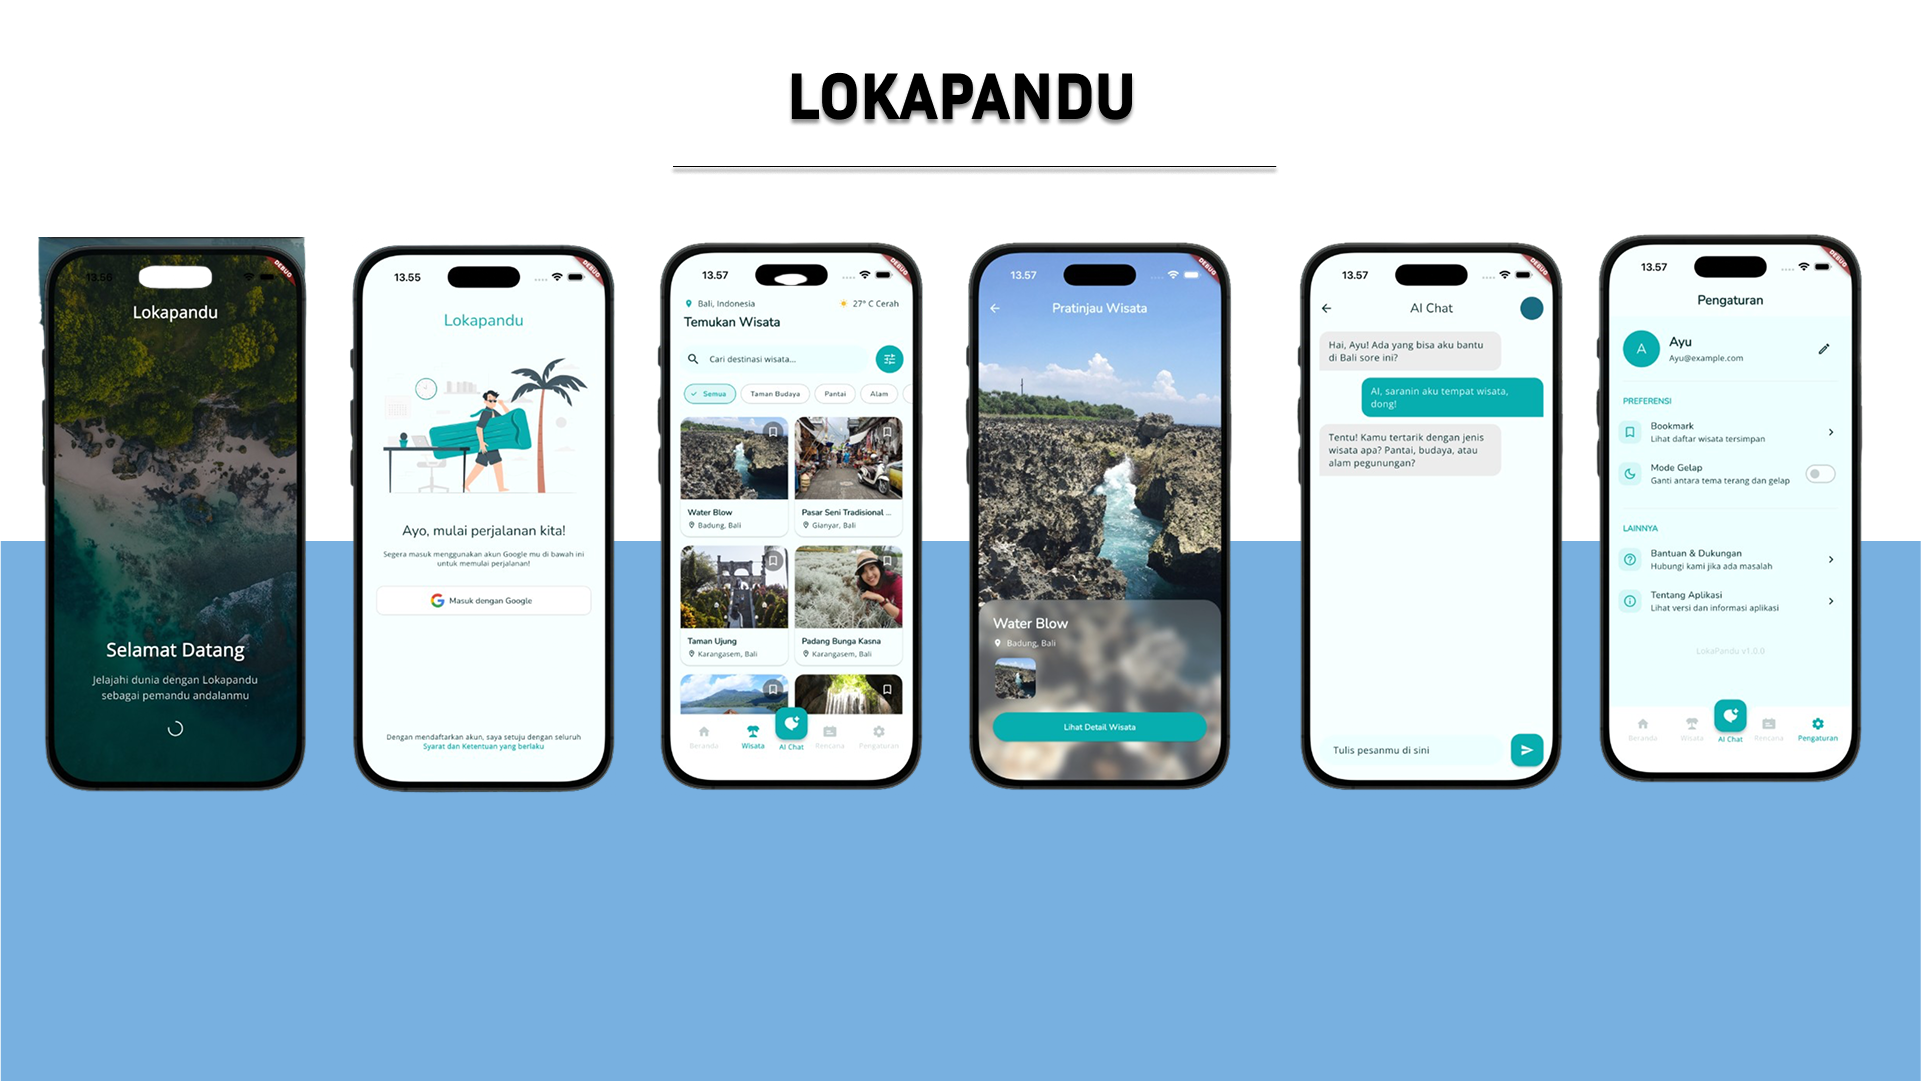 LOKAPANDU
13.56
DEBUG
Lokapandu
Selamat Datang
Jelajahi dunia dengan Lokapandu
sebagai pemandu andalanmu
13.55
DEBUG
Lokapandu
Ayo, mulai perjalanan kita!
Segera masuk menggunakan akun Google mu di bawah ini
untuk memulai perjalanan!
Masuk dengan Google
Dengan mendaftarkan akun, saya setuju dengan seluruh
Syarat dan Ketentuan yang berlaku
13.57
DEBUG
Bali, Indonesia
27° C Cerah
Temukan Wisata
Cari destinasi wisata...
Semua
Taman Budaya
Pantai
Alam
Water Blow
Badung, Bali
Pasar Seni Tradisional ...
Gianyar, Bali
Taman Ujung
Karangasem, Bali
Padang Bunga Kasna
Karangasem, Bali
Beranda
Wisata
AI Chat
Rencana
Pengaturan
13.57
DEBUG
Pratinjau Wisata
Water Blow
Badung, Bali
Lihat Detail Wisata
13.57
DEBUG
AI Chat
Hai, Ayu! Ada yang bisa aku bantu
di Bali sore ini?
AI, saranin aku tempat wisata,
dong!
Tentu! Kamu tertarik dengan jenis
wisata apa? Pantai, budaya, atau
alam pegunungan?
Tulis pesanmu di sini
13.57
DEBUG
Pengaturan
A
Ayu
Ayu@example.com
PREFERENSI
Bookmark
Lihat daftar wisata tersimpan
Mode Gelap
Ganti antara tema terang dan gelap
LAINNYA
Bantuan & Dukungan
Hubungi kami jika ada masalah
Tentang Aplikasi
Lihat versi dan informasi aplikasi
LokaPandu v1.0.0
Beranda
Wisata
AI Chat
Rencana
Pengaturan